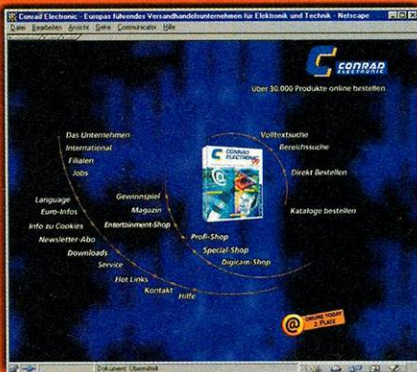 Conrad Electronic - Europas führendes Versandhandelsunternehmen für Elektronik und Technik - Netscape
Datei Bearbeiten Ansicht Gehe Communicator Hilfe
CONRAD
ELECTRONIC
Über 30.000 Produkte online bestellen
Das Unternehmen
International
Filialen
Jobs
Volltextsuche
Bereichssuche
Direkt Bestellen
Kataloge bestellen
CONRAD
ELECTRONIC
99
Language
Euro-Infos
Info zu Cookies
Newsletter-Abo
Downloads
Service
Hot Links
Kontakt
Hilfe
Gewinnspiel
Magazin
Entertainment-Shop
Profi-Shop
Special-Shop
Digicam-Shop
@ ONLINE TODAY
2. PLATZ
Dokument: Übermittelt